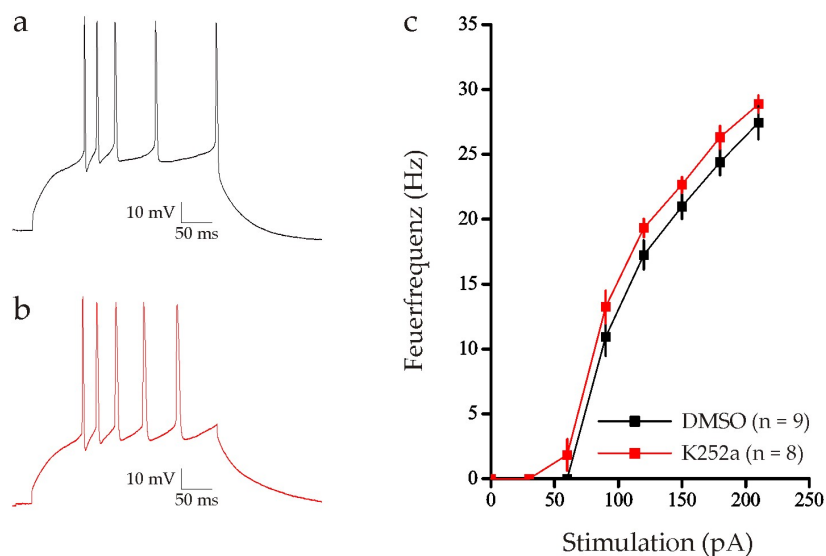 a
10 mV
50 ms
b
10 mV
50 ms
c
Feuerfrequenz (Hz)
35
30
25
20
15
10
5
0
0
50
100
150
200
250
DMSO (n = 9)
K252a (n = 8)
Stimulation (pA)